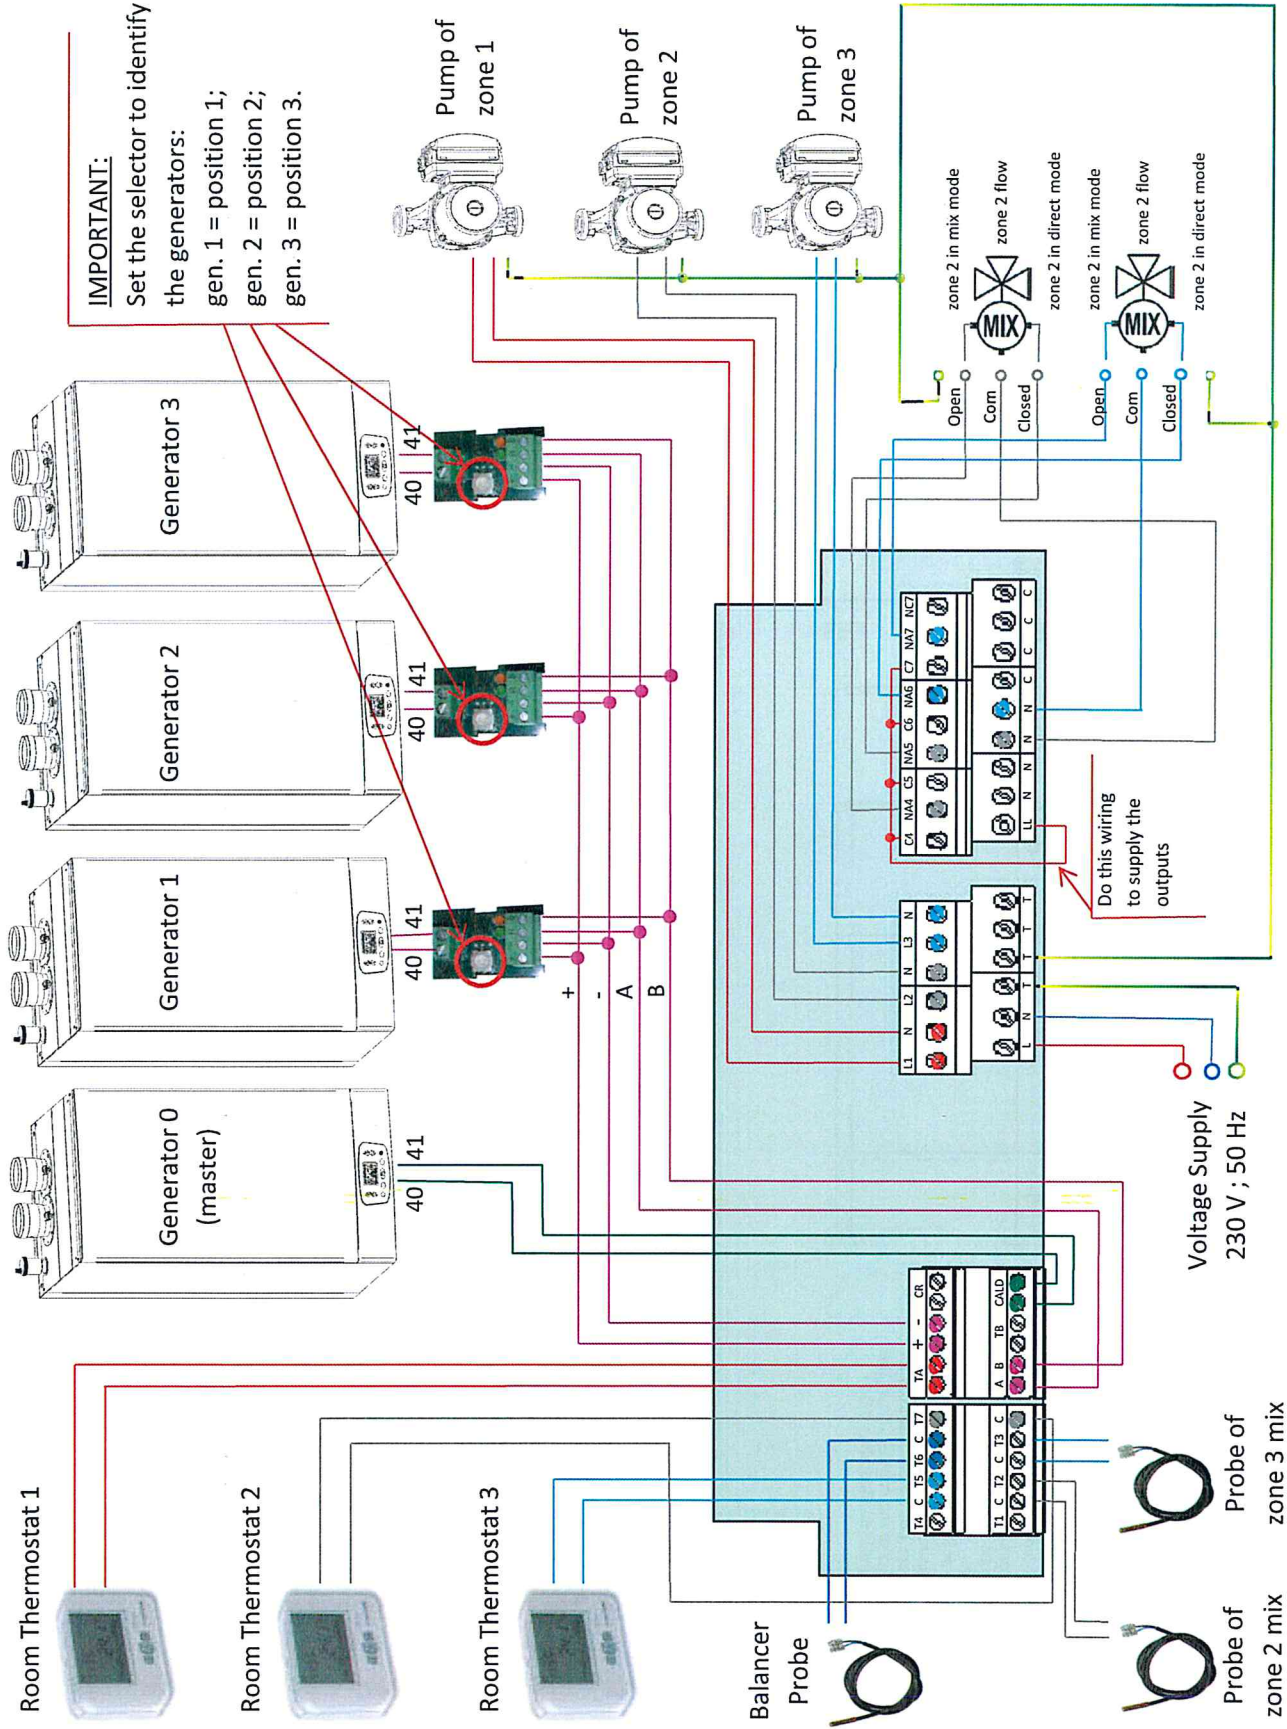 IMPORTANT:
Set the selector to identify
the generators:
gen. 1 = position 1;
gen. 2 = position 2;
gen. 3 = position 3.
Room Thermostat 1
Room Thermostat 2
Room Thermostat 3
Generator 0
(master)
40 41
Generator 1
40 41
Generator 2
40 41
Generator 3
40 41
+
-
A
B
Pump of
zone 1
Pump of
zone 2
Pump of
zone 3
zone 2 in mix mode
zone 2 flow
zone 2 in direct mode
MIX
Open
Com
Closed
zone 2 in mix mode
zone 2 flow
zone 2 in direct mode
MIX
Open
Com
Closed
T4 C T5 T6 C T7
T1 C T2 C T3 C
TA + - CR
A B TB CALD
L1 N L2 N L3 N
L N T T T T
C4 NA4 C5 NA5 C6 NA6 C7 NA7 NC7
LL N N N N C C C C
Do this wiring
to supply the
outputs
Voltage Supply
230 V ; 50 Hz
Balancer
Probe
Probe of
zone 2 mix
Probe of
zone 3 mix